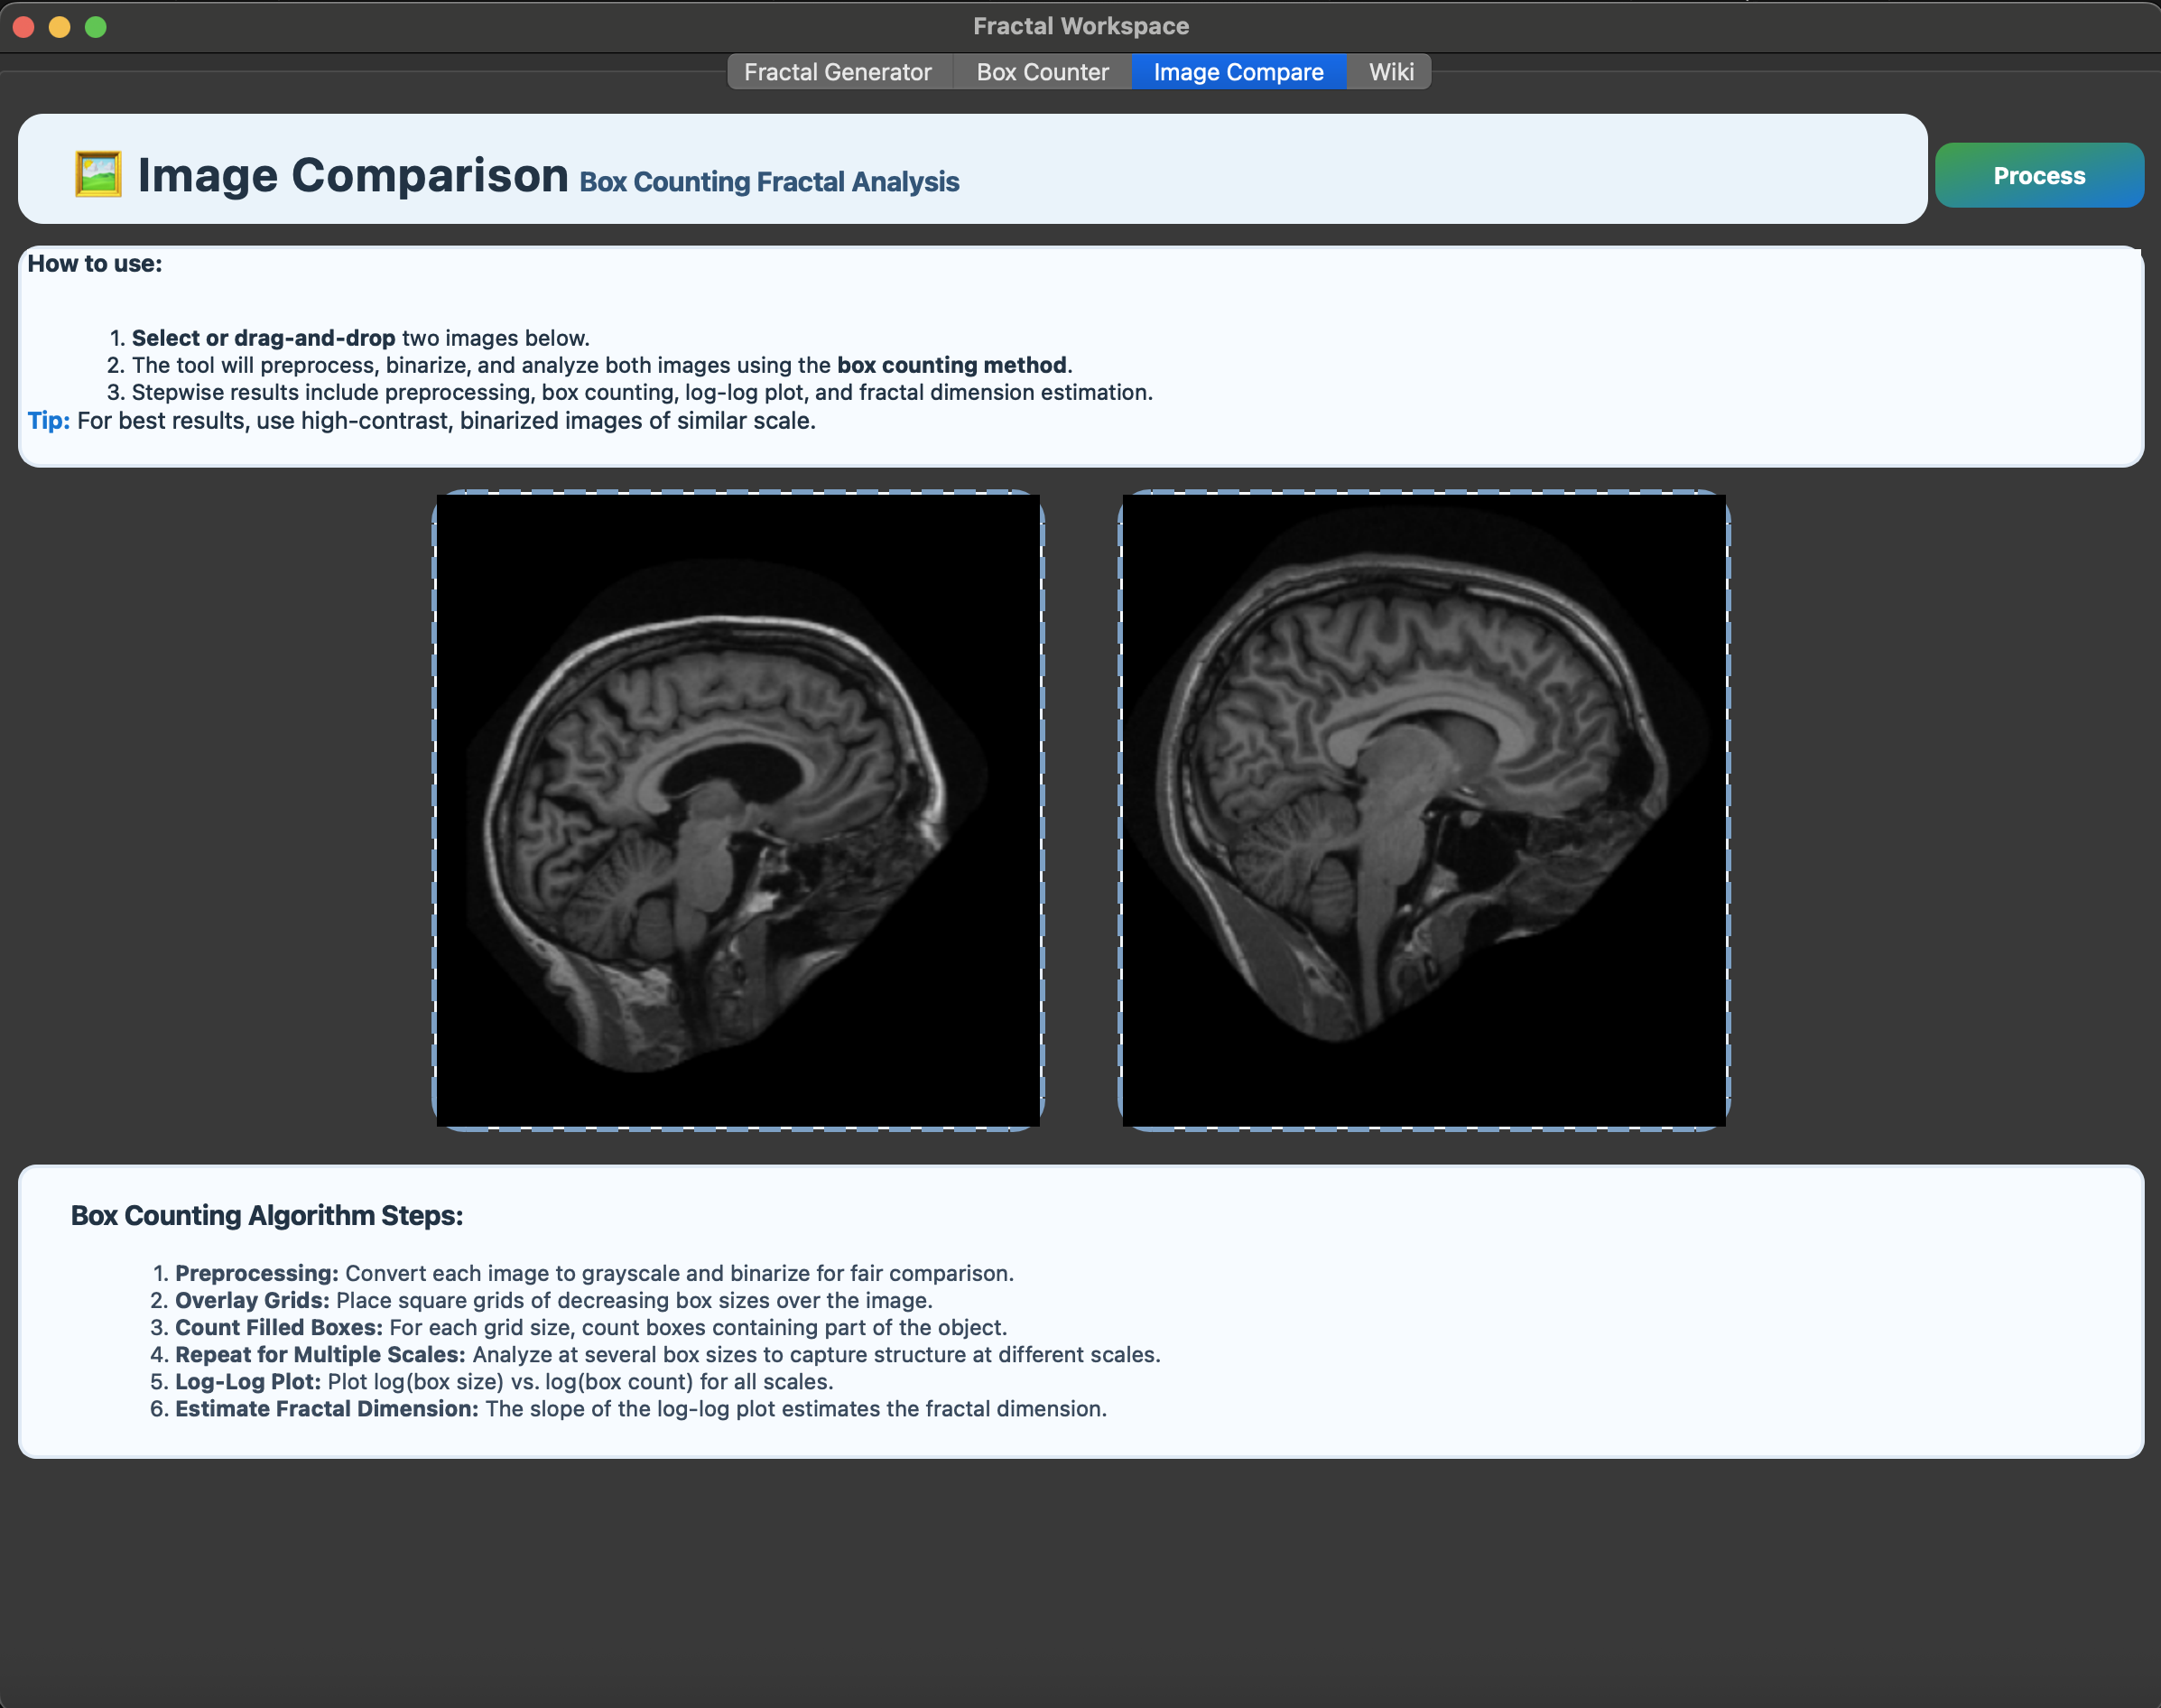 Fractal Workspace
Fractal Generator Box Counter Image Compare Wiki
Image Comparison Box Counting Fractal Analysis
Process
How to use:
1. Select or drag-and-drop two images below.
2. The tool will preprocess, binarize, and analyze both images using the box counting method.
3. Stepwise results include preprocessing, box counting, log-log plot, and fractal dimension estimation.
Tip: For best results, use high-contrast, binarized images of similar scale.
Box Counting Algorithm Steps:
1. Preprocessing: Convert each image to grayscale and binarize for fair comparison.
2. Overlay Grids: Place square grids of decreasing box sizes over the image.
3. Count Filled Boxes: For each grid size, count boxes containing part of the object.
4. Repeat for Multiple Scales: Analyze at several box sizes to capture structure at different scales.
5. Log-Log Plot: Plot log(box size) vs. log(box count) for all scales.
6. Estimate Fractal Dimension: The slope of the log-log plot estimates the fractal dimension.